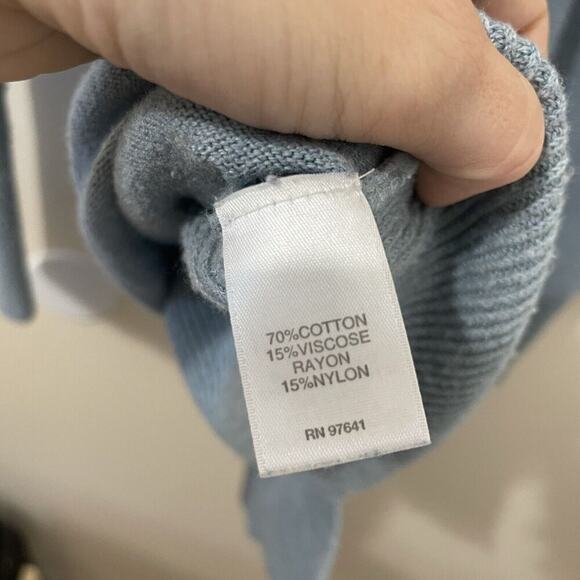 70%COTTON
15%VISCOSE
RAYON
15%NYLON
RN 97641